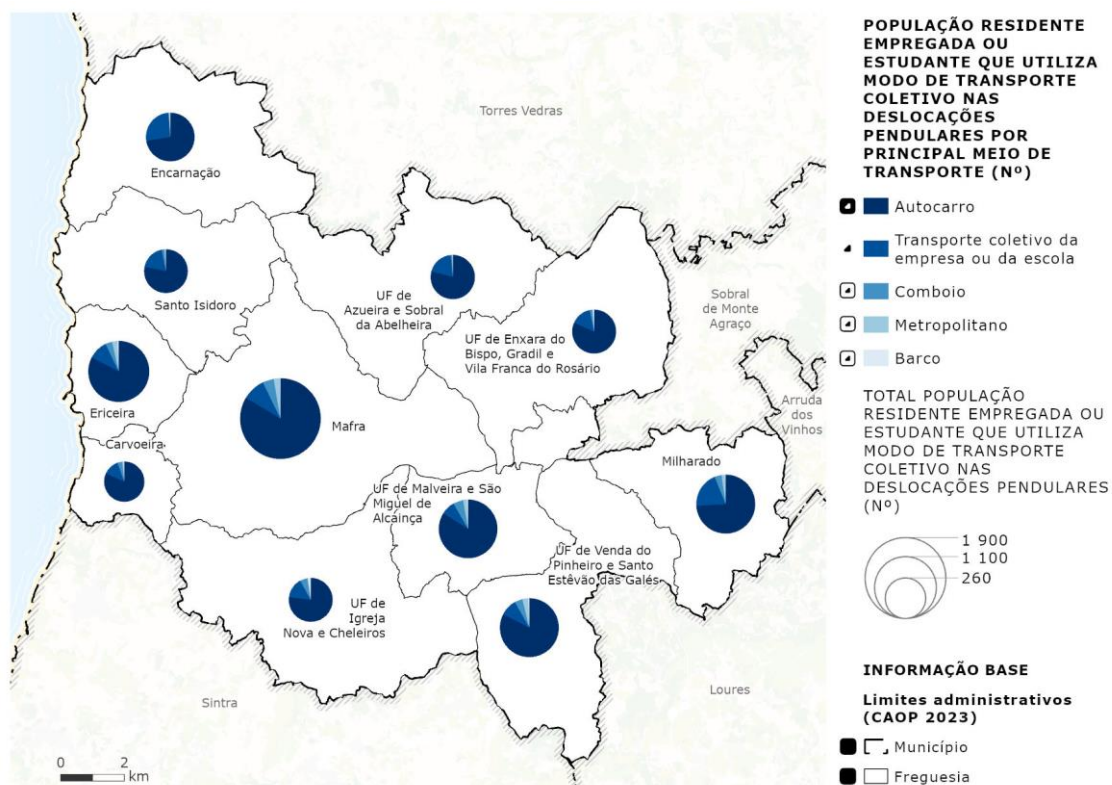 Torres Vedras
Encarnação
Santo Isidoro
UF de
Azueira e Sobral
da Abelheira
UF de Enxara do
Bispo, Gradil e
Vila Franca do Rosário
Sobral
de Monte
Agraço
Arruda
dos
Vinhos
Ericeira
Mafra
Carvoeira
Milharado
UF de Malveira e São
Miguel de
Alcainça
UF de Venda do
Pinheiro e Santo
Estêvão das Galés
UF de
Igreja
Nova e Cheleiros
Sintra
Loures
0 2
km
POPULAÇÃO RESIDENTE
EMPREGADA OU
ESTUDANTE QUE UTILIZA
MODO DE TRANSPORTE
COLETIVO NAS
DESLOCAÇÕES
PENDULARES POR
PRINCIPAL MEIO DE
TRANSPORTE (Nº)
Autocarro
Transporte coletivo da
empresa ou da escola
Comboio
Metropolitano
Barco
TOTAL POPULAÇÃO
RESIDENTE EMPREGADA OU
ESTUDANTE QUE UTILIZA
MODO DE TRANSPORTE
COLETIVO NAS
DESLOCAÇÕES PENDULARES
(Nº)
1 900
1 100
260
INFORMAÇÃO BASE
Limites administrativos
(CAOP 2023)
Município
Freguesia